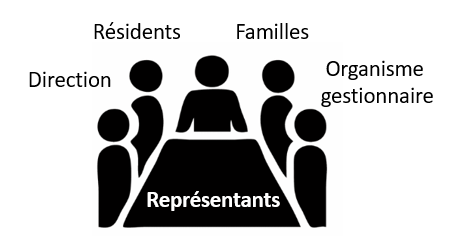 Résidents
Familles
Direction
Organisme
gestionnaire
Représentants